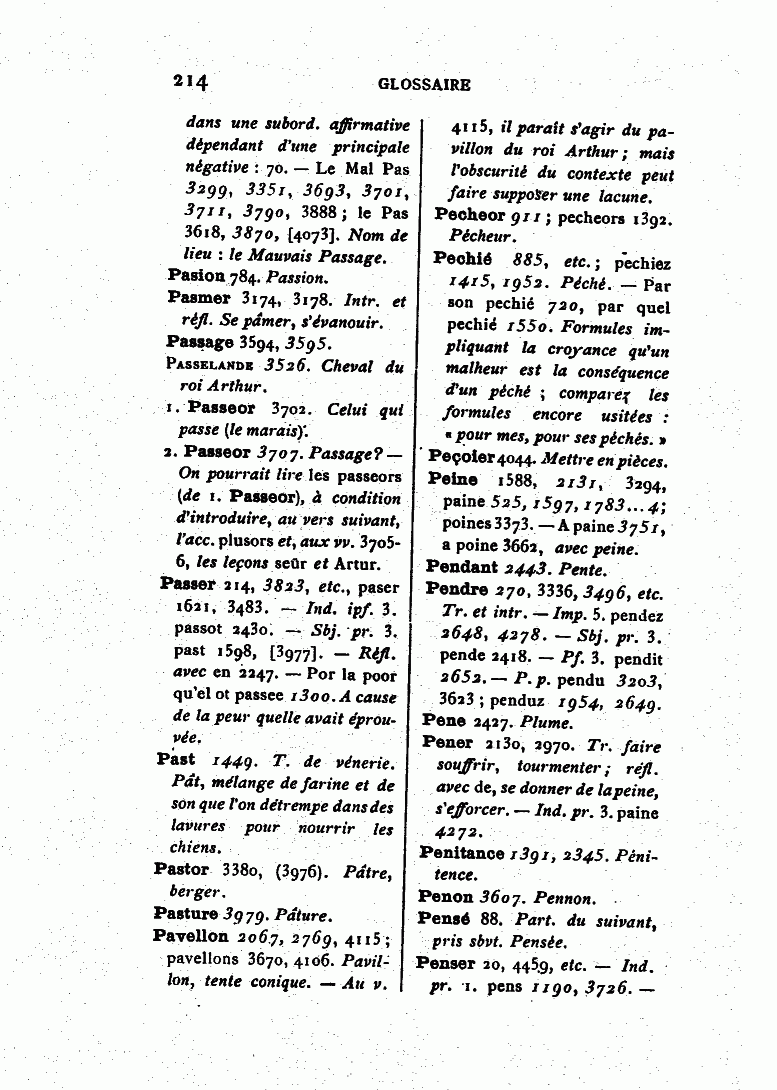 214
GLOSSAIRE
dans une subord. affirmative
dépendant d'une principale
négative : 70. — Le Mal Pas
3299, 3351, 3693, 3701,
3711, 3790, 3888 ; le Pas
3618, 3870, [4073]. Nom de
lieu : le Mauvais Passage.
Pasion 784. Passion.
Pasmer 3174, 3178. Intr. et
réfl. Se pâmer, s'évanouir.
Passage 3594, 3595.
PASSELANDE 3526. Cheval du
roi Arthur.
1. Passeor 3702. Celui qui
passe (le marais).
2. Passeor 3707. Passage? —
On pourrait lire les passeors
(de 1. Passeor), à condition
d'introduire, au vers suivant,
l'acc. plusors et, aux vv. 3705-
6, les leçons seür et Artur.
Passer 214, 3823, etc., paser
1621, 3483. — Ind. ipf. 3.
passot 2430. — Sbj. pr. 3.
past 1598, [3977]. — Réfl.
avec en 2247. — Por la poor
qu'el ot passee 1300. A cause
de la peur quelle avait éprou-
vée.
Past 1449. T. de vénerie.
Pât, mélange de farine et de
son que l'on détrempe dans des
lavures pour nourrir les
chiens.
Pastor 3380, (3976). Pâtre,
berger.
Pasture 3979. Pâture.
Pavellon 2067, 2769, 4115 ;
pavellons 3670, 4106. Pavil-
lon, tente conique. — Au v.
4115, il paraît s'agir du pa-
villon du roi Arthur ; mais
l'obscurité du contexte peut
faire supposer une lacune.
Pecheor 911 ; pecheors 1392.
Pécheur.
Pechié 885, etc. ; pechiez
1415, 1952. Péché. — Par
son pechié 720, par quel
pechié 1550. Formules im-
pliquant la croyance qu'un
malheur est la conséquence
d'un péché ; comparez les
formules encore usitées :
« pour mes, pour ses péchés. »
Peçoier 4044. Mettre en pièces.
Peine 1588, 2131, 3294,
paine 525, 1597, 1783...4;
poines 3373. — A paine 3751,
a poine 3662, avec peine.
Pendant 2443. Pente.
Pendre 270, 3336, 3496, etc.
Tr. et intr. — Imp. 5. pendez
2648, 4278. — Sbj. pr. 3.
pende 2418. — Pf. 3. pendit
2652. — P. p. pendu 3203,
3623 ; penduz 1954, 2649.
Pene 2427. Plume.
Pener 2130, 2970. Tr. faire
souffrir, tourmenter ; réfl.
avec de, se donner de la peine,
s'efforcer. — Ind. pr. 3. paine
4272.
Penitance 1391, 2345. Péni-
tence.
Penon 3607. Pennon.
Pensé 88. Part. du suivant,
pris sbvt. Pensée.
Penser 20, 4459, etc. — Ind.
pr. 1. pens 1190, 3726. —